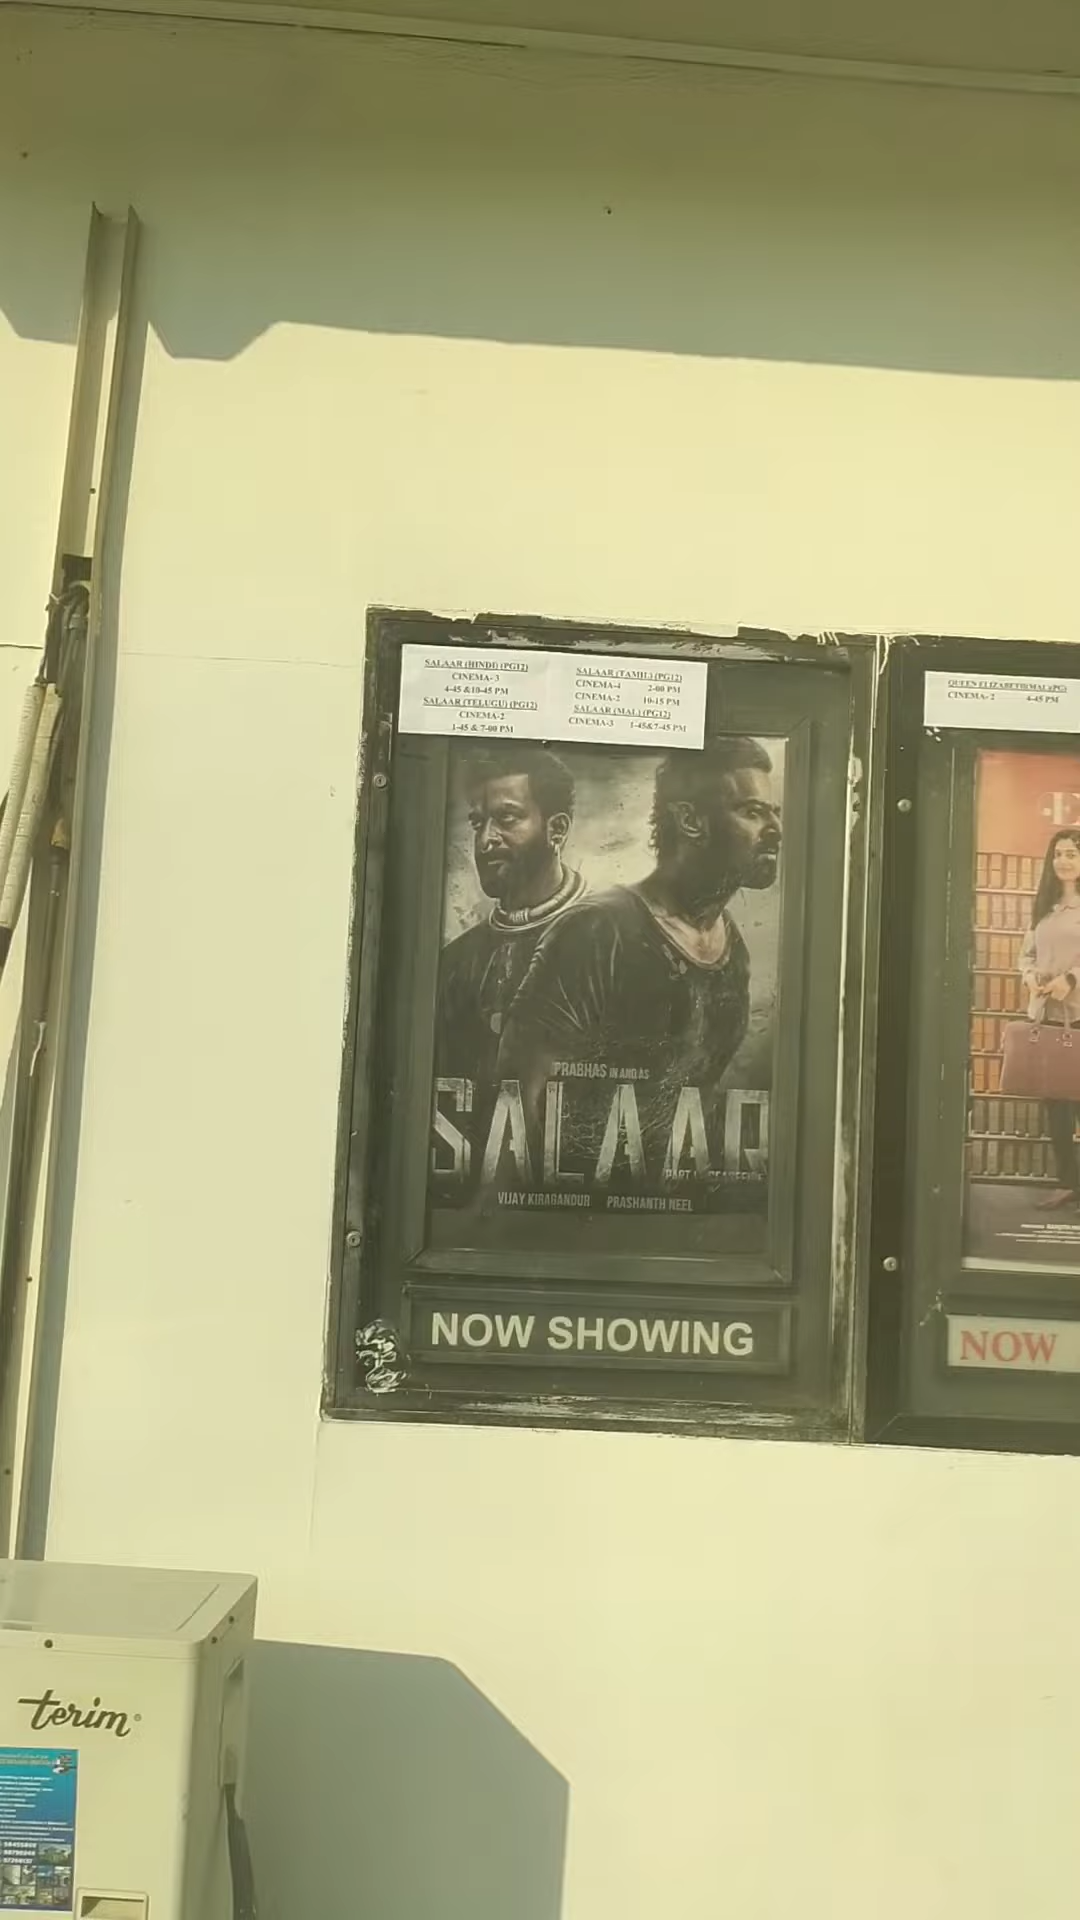 SALAAR (HINDI) (PG12)
CINEMA-3
4-45 &10-45 PM
SALAAR (TELUGU) (PG12)
CINEMA-2
1-45 & 7-00 PM
SALAAR (TAMIL) (PG12)
CINEMA-4 2-00 PM
CINEMA-2 10-15 PM
SALAAR (MAL) (PG12)
CINEMA-3 1-45&7-45 PM
PRABHAS IN AND AS
SALAAR
PART 1
VIJAY KIRAGANDUR PRASHANTH NEEL
NOW SHOWING
QUEEN ELIZABETH(MAL)(PG)
CINEMA-2 4-45 PM
NOW
terim